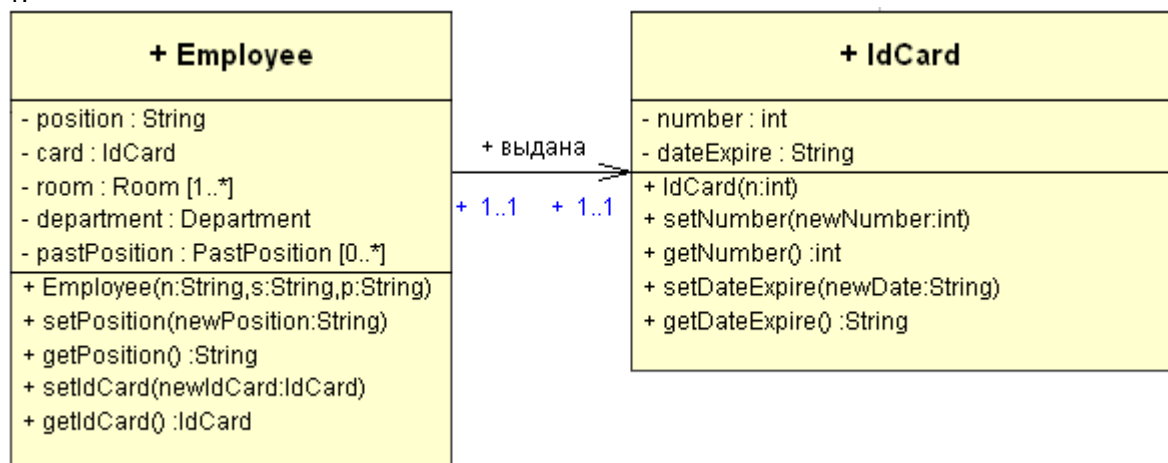 + Employee
- position : String
- card : IdCard
- room : Room [1..*]
- department : Department
- pastPosition : PastPosition [0..*]
+ Employee(n:String,s:String,p:String)
+ setPosition(newPosition:String)
+ getPosition() :String
+ setIdCard(newIdCard:IdCard)
+ getIdCard() :IdCard
+ выдана
+ 1..1 + 1..1
+ IdCard
- number : int
- dateExpire : String
+ IdCard(n:int)
+ setNumber(newNumber:int)
+ getNumber() :int
+ setDateExpire(newDate:String)
+ getDateExpire() :String